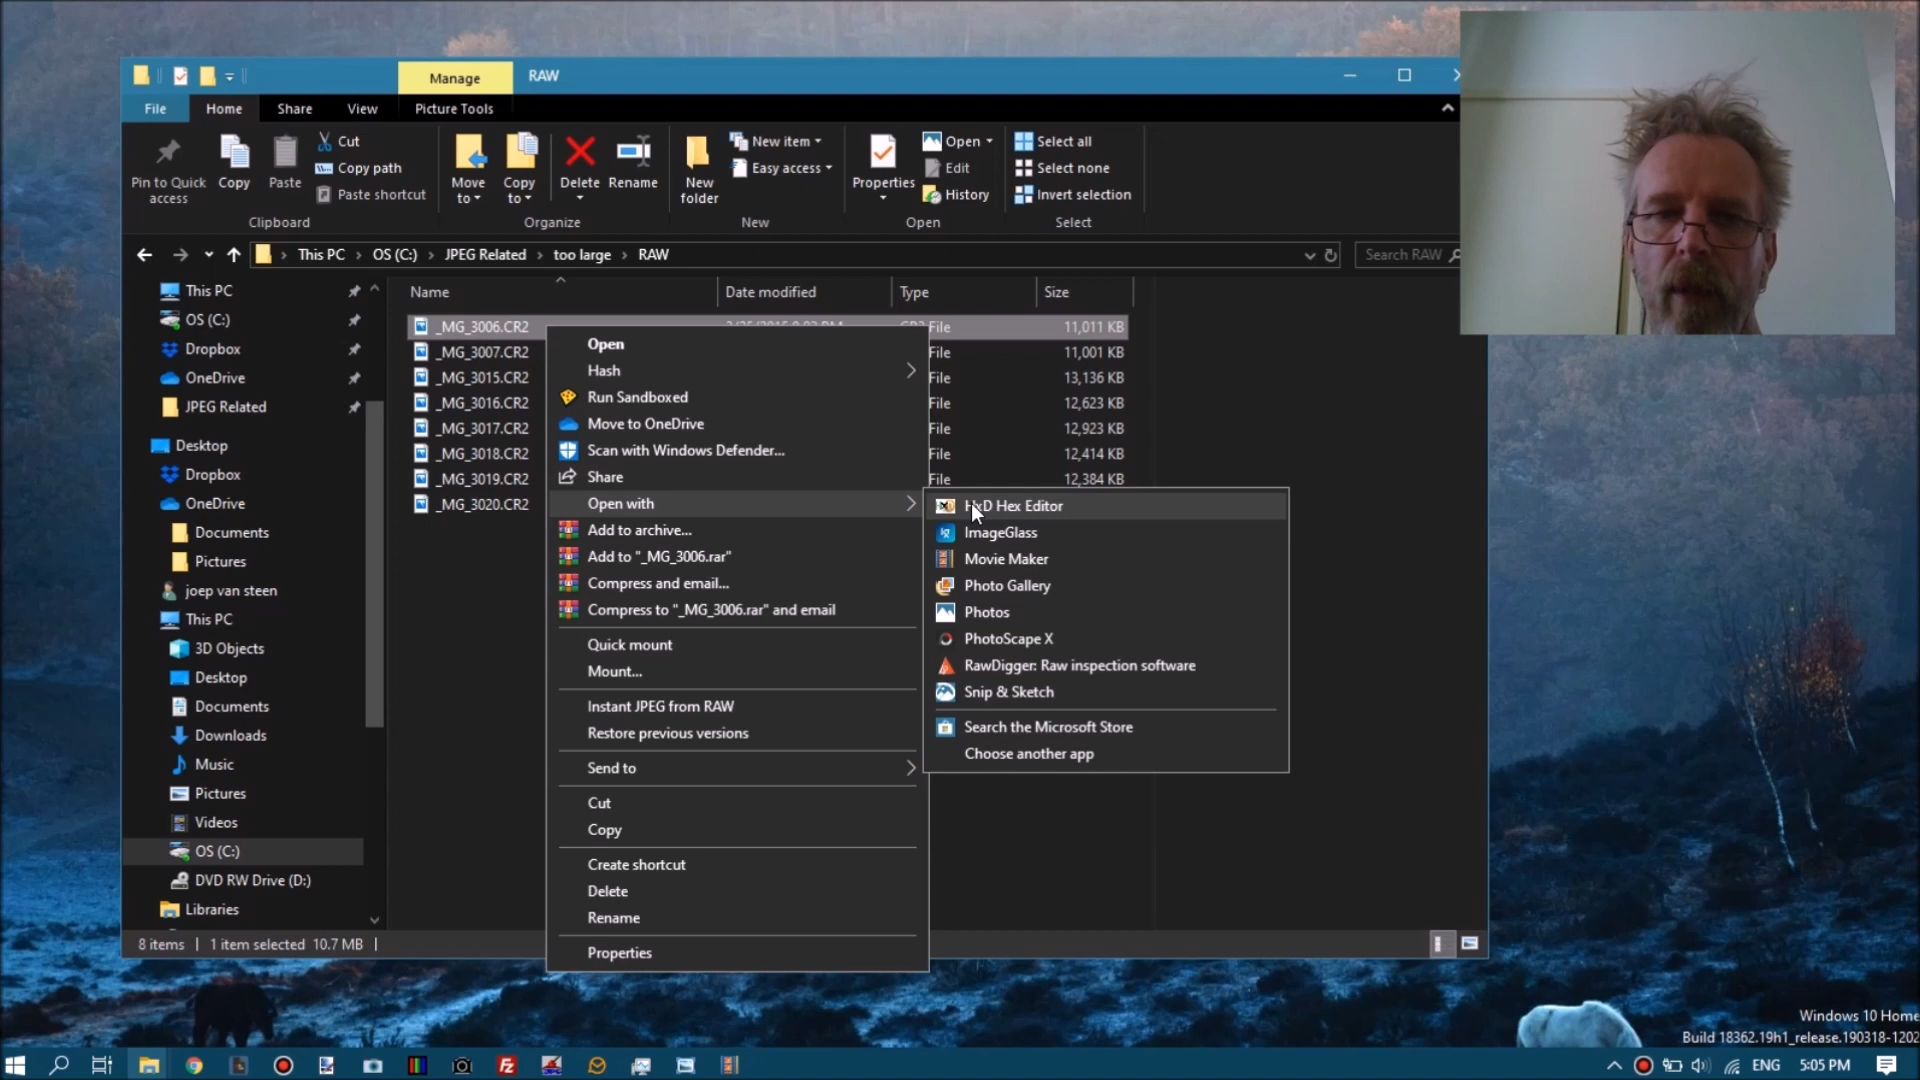 Manage
RAW
File
Home
Share
View
Picture Tools
Pin to Quick access
Copy
Paste
Cut
Copy path
Paste shortcut
Clipboard
Move to
Copy to
Delete
Rename
Organize
New folder
New item
Easy access
New
Properties
Open
Edit
History
Open
Select all
Select none
Invert selection
Select
This PC
OS (C:)
JPEG Related
too large
RAW
Search RAW
Name
Date modified
Type
Size
This PC
OS (C:)
Dropbox
OneDrive
JPEG Related
Desktop
Dropbox
OneDrive
Documents
Pictures
joep van steen
This PC
3D Objects
Desktop
Documents
Downloads
Music
Pictures
Videos
OS (C:)
DVD RW Drive (D:)
Libraries
_MG_3006.CR2 File 11,011 KB
_MG_3007.CR2 File 11,001 KB
_MG_3015.CR2 File 13,136 KB
_MG_3016.CR2 File 12,623 KB
_MG_3017.CR2 File 12,923 KB
_MG_3018.CR2 File 12,414 KB
_MG_3019.CR2 File 12,384 KB
_MG_3020.CR2
Open
Hash
Run Sandboxed
Move to OneDrive
Scan with Windows Defender...
Share
Open with
Add to archive...
Add to "_MG_3006.rar"
Compress and email...
Compress to "_MG_3006.rar" and email
Quick mount
Mount...
Instant JPEG from RAW
Restore previous versions
Send to
Cut
Copy
Create shortcut
Delete
Rename
Properties
HxD Hex Editor
ImageGlass
Movie Maker
Photo Gallery
Photos
PhotoScape X
RawDigger: Raw inspection software
Snip & Sketch
Search the Microsoft Store
Choose another app
8 items
1 item selected 10.7 MB
Windows 10 Home
Build 18362.19h1_release.190318-1202
ENG
5:05 PM